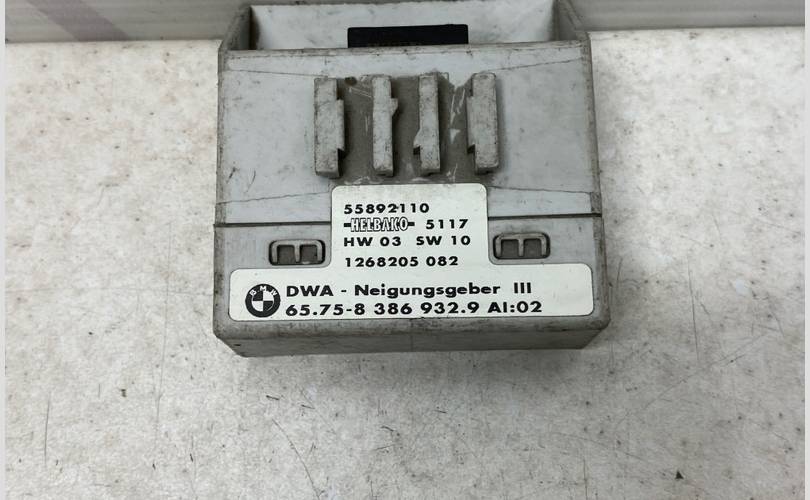 55892110
HELBAKO 5117
HW 03 SW 10
1268205 082
BMW
DWA - Neigungsgeber III
65.75-8 386 932.9 AI:02